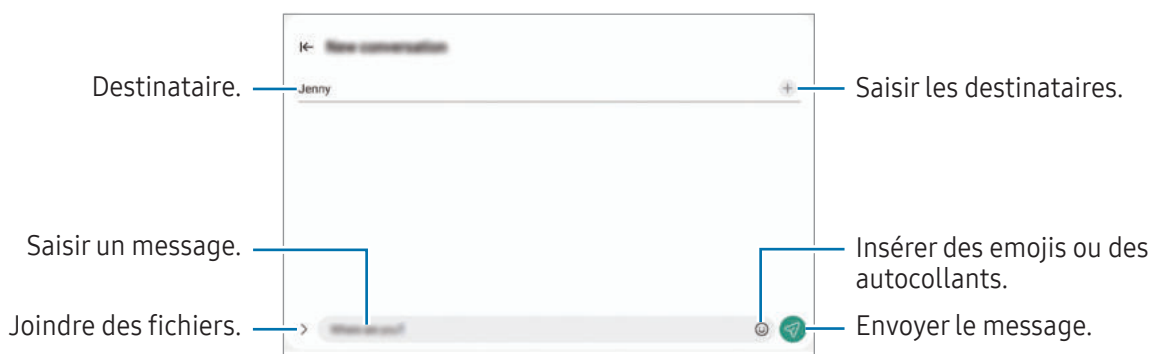 New conversation
Destinataire.
Jenny
Saisir les destinataires.
Saisir un message.
Insérer des emojis ou des
autocollants.
Joindre des fichiers.
Envoyer le message.